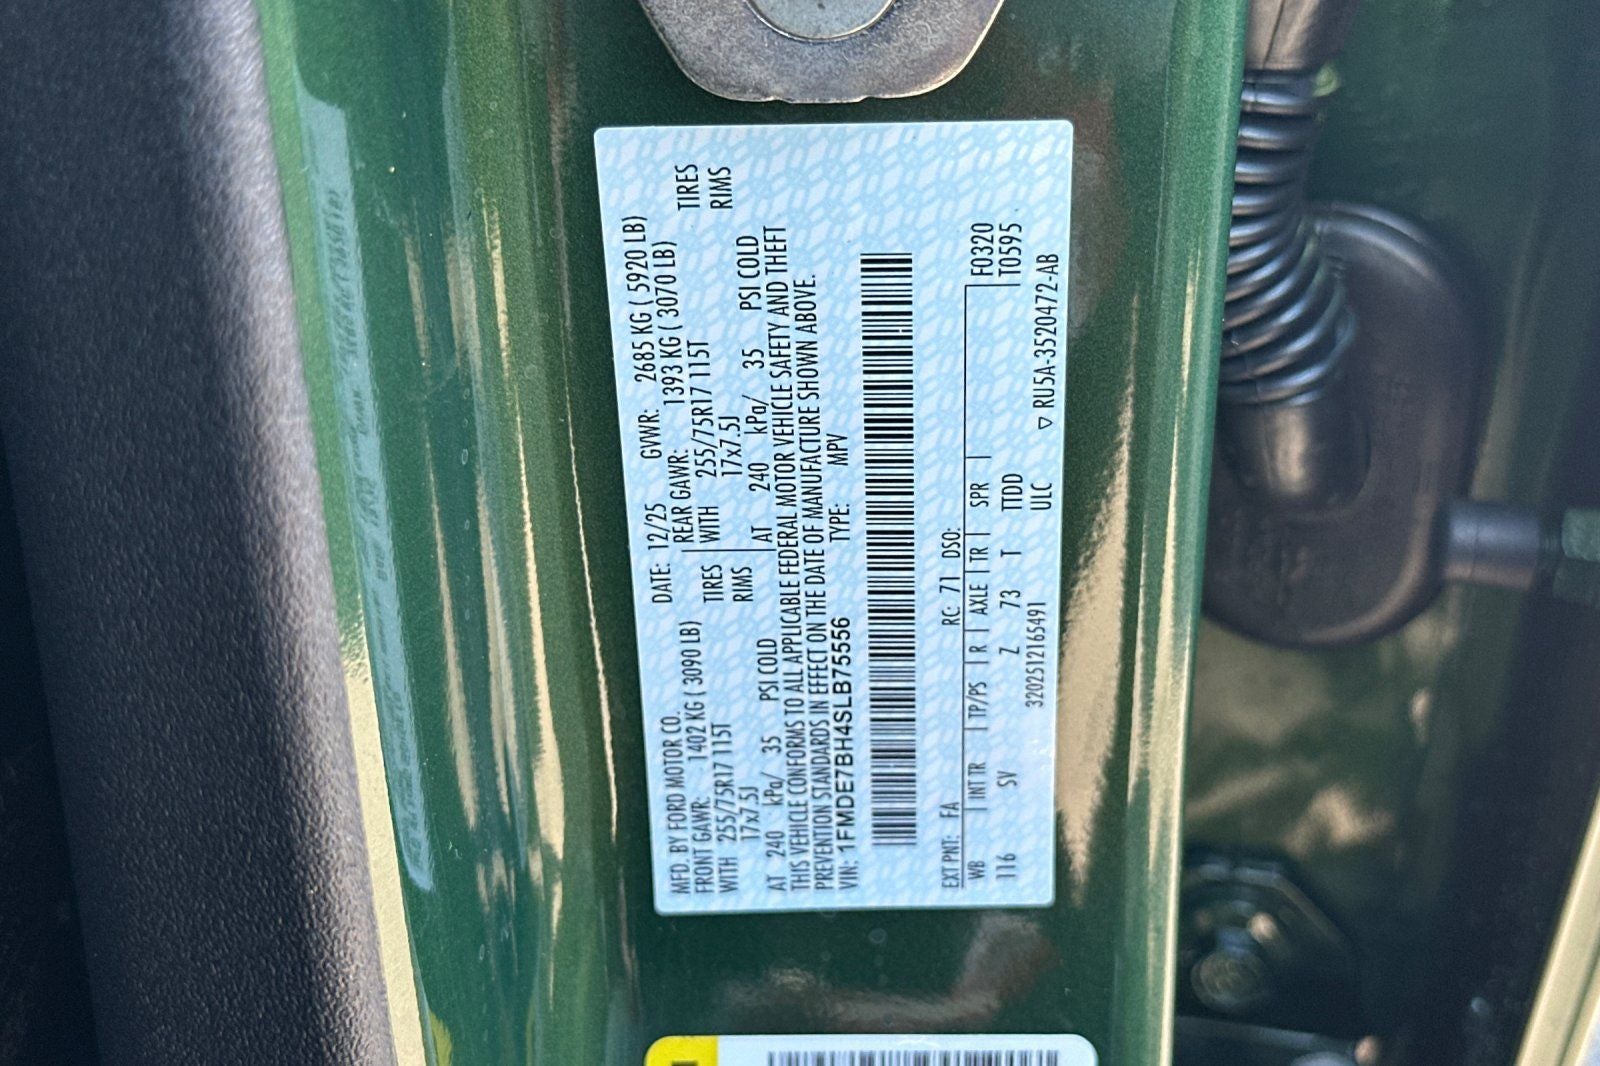 MFD. BY FORD MOTOR CO. DATE: 12/25 GVWR: 2685 KG ( 5920 LB)
FRONT GAWR: 1402 KG ( 3090 LB) REAR GAWR: 1393 KG ( 3070 LB)
WITH 255/75R17 115T TIRES WITH 255/75R17 115T TIRES
17x7.5J RIMS 17x7.5J RIMS
AT 240 kPa/ 35 PSI COLD AT 240 kPa/ 35 PSI COLD
THIS VEHICLE CONFORMS TO ALL APPLICABLE FEDERAL MOTOR VEHICLE SAFETY AND THEFT
PREVENTION STANDARDS IN EFFECT ON THE DATE OF MANUFACTURE SHOWN ABOVE.
VIN: 1FMDE7BH4SLB75556 TYPE: MPV
EXT PNT: FA RC: 71 DSO: F0320
WB INT TR TP/PS R AXLE TR SPR T0595
116 SV Z 73 T TTDD
3202512165491 ULC ▽ RU5A-3520472-AB